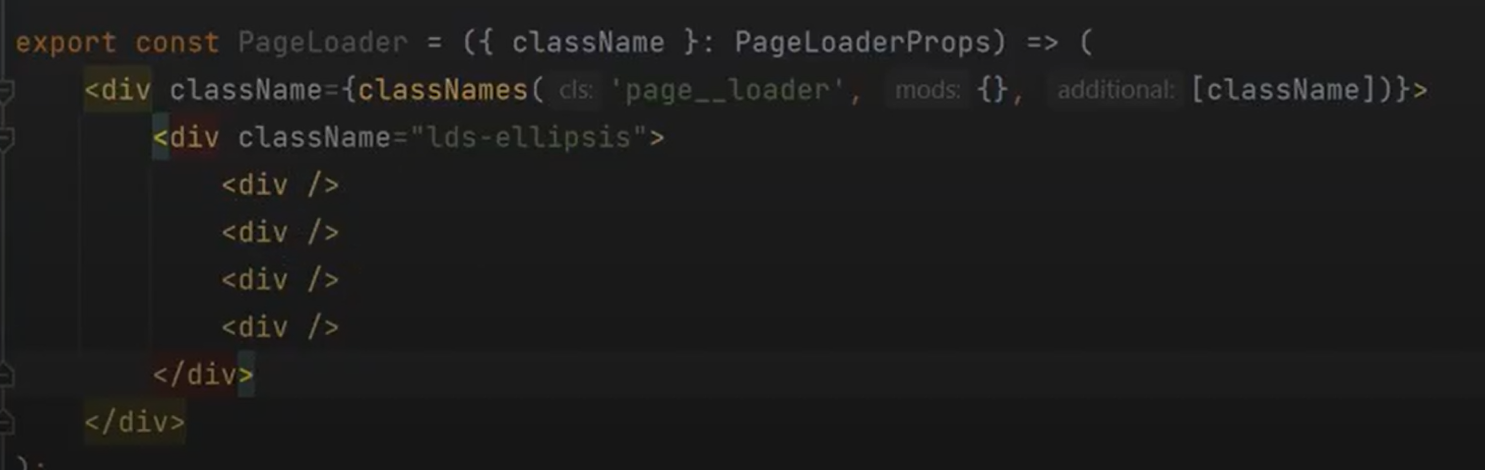 export const PageLoader = ({ className }: PageLoaderProps) => (
<div className={classNames( cls: 'page__loader', mods: {}, additional: [className])}>
<div className="lds-ellipsis">
<div />
<div />
<div />
<div />
</div>
</div>
);